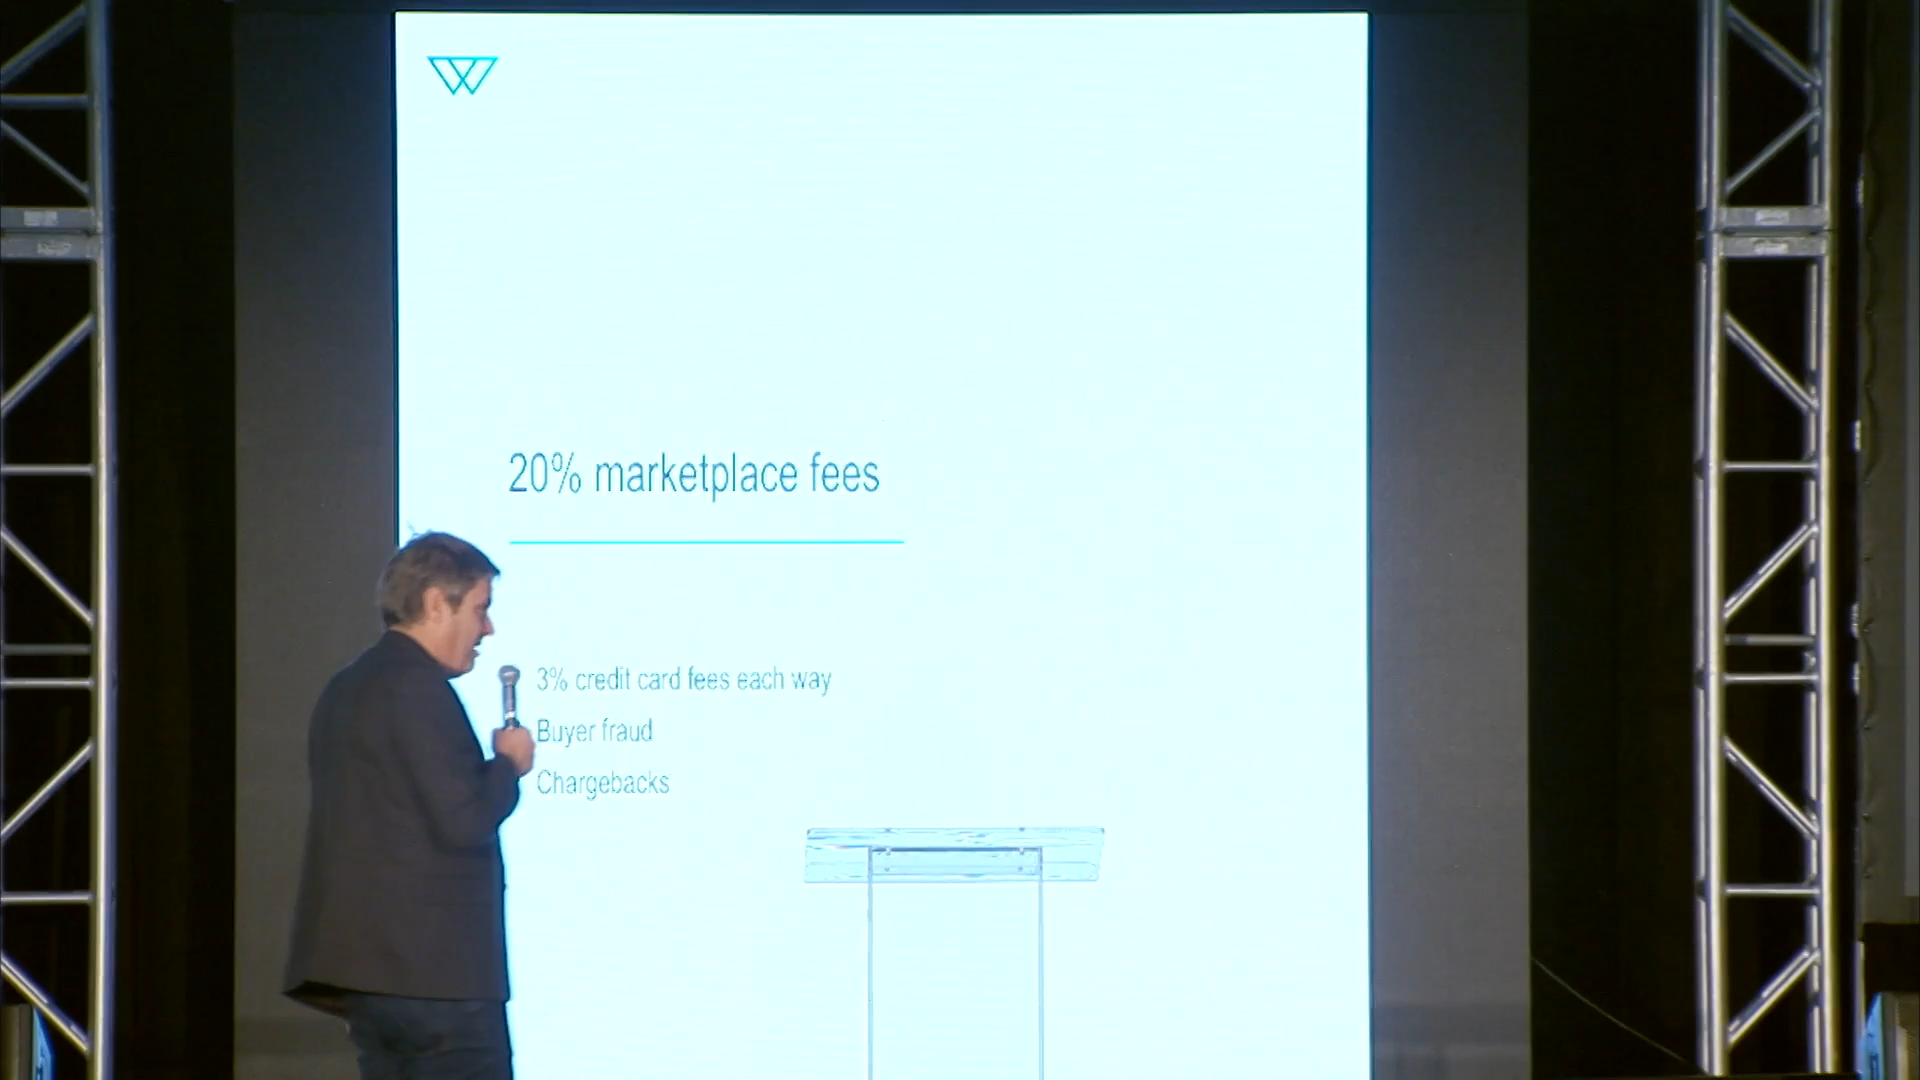 20% marketplace fees
3% credit card fees each way
Buyer fraud
Chargebacks